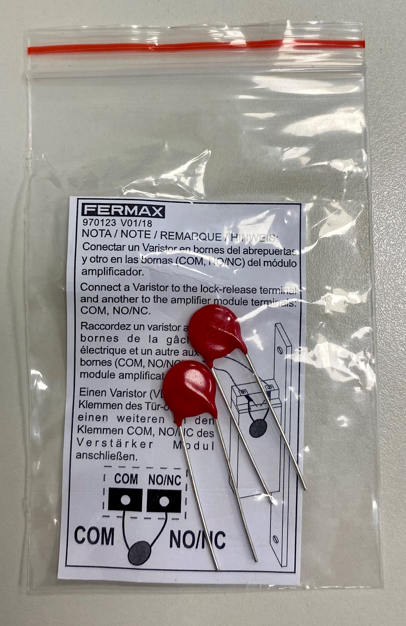 FERMAX
970123 V01/18
NOTA / NOTE / REMARQUE / HINWEIS:
Conectar un Varistor en bornes del abrepuertas
y otro en las bornas (COM, NO/NC) del módulo
amplificador.
Connect a Varistor to the lock-release terminal
and another to the amplifier module terminals:
COM, NO/NC.
Raccordez un varistor a
bornes de la gâc
électrique et un autre aux
bornes (COM, NO/NC
module amplificat
Einen Varistor (V
Klemmen des Tür-
einen weiteren den
Klemmen COM, NO/NC des
Verstärker Modul
anschließen.
COM NO/NC
COM NO/NC